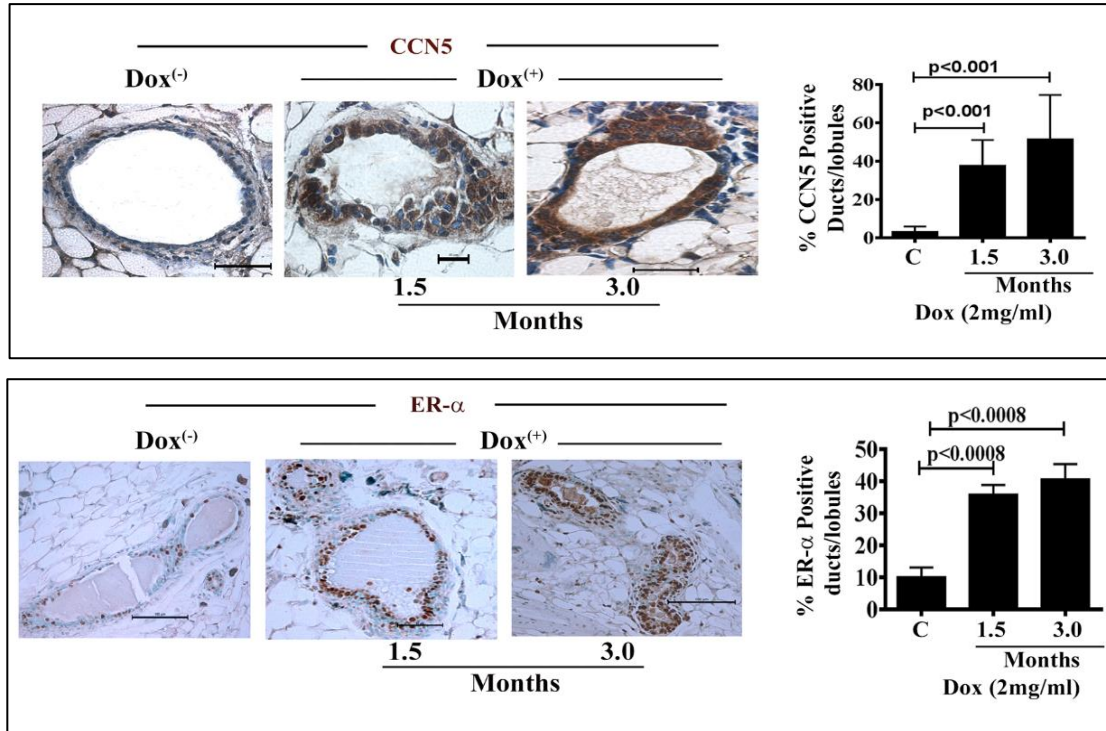 CCN5
Dox(-) Dox(+)
1.5 3.0
Months
% CCN5 Positive
Ducts/lobules
80
60
40
20
0
p<0.001
p<0.001
C 1.5 3.0
Months
Dox (2mg/ml)
ER-α
Dox(-) Dox(+)
1.5 3.0
Months
% ER-α Positive
ducts/lobules
50
40
30
20
10
0
p<0.0008
p<0.0008
C 1.5 3.0
Months
Dox (2mg/ml)